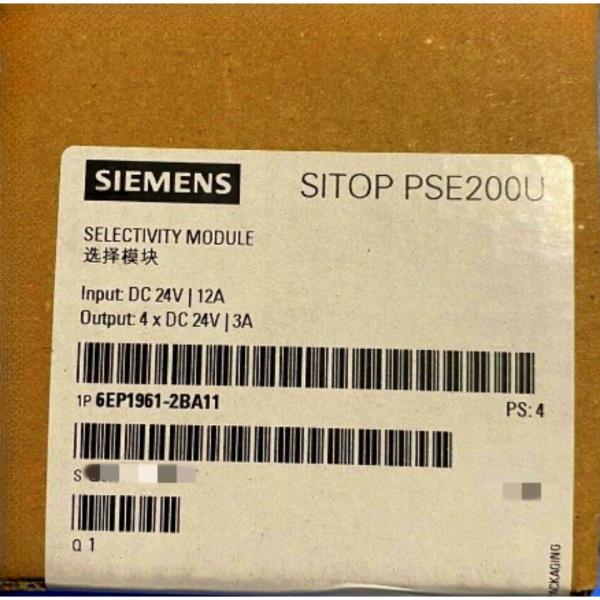 SIEMENS
SITOP PSE200U
SELECTIVITY MODULE
选择模块
Input: DC 24V | 12A
Output: 4 x DC 24V | 3A
1P 6EP1961-2BA11
PS: 4
S
Q 1
PACKAGING